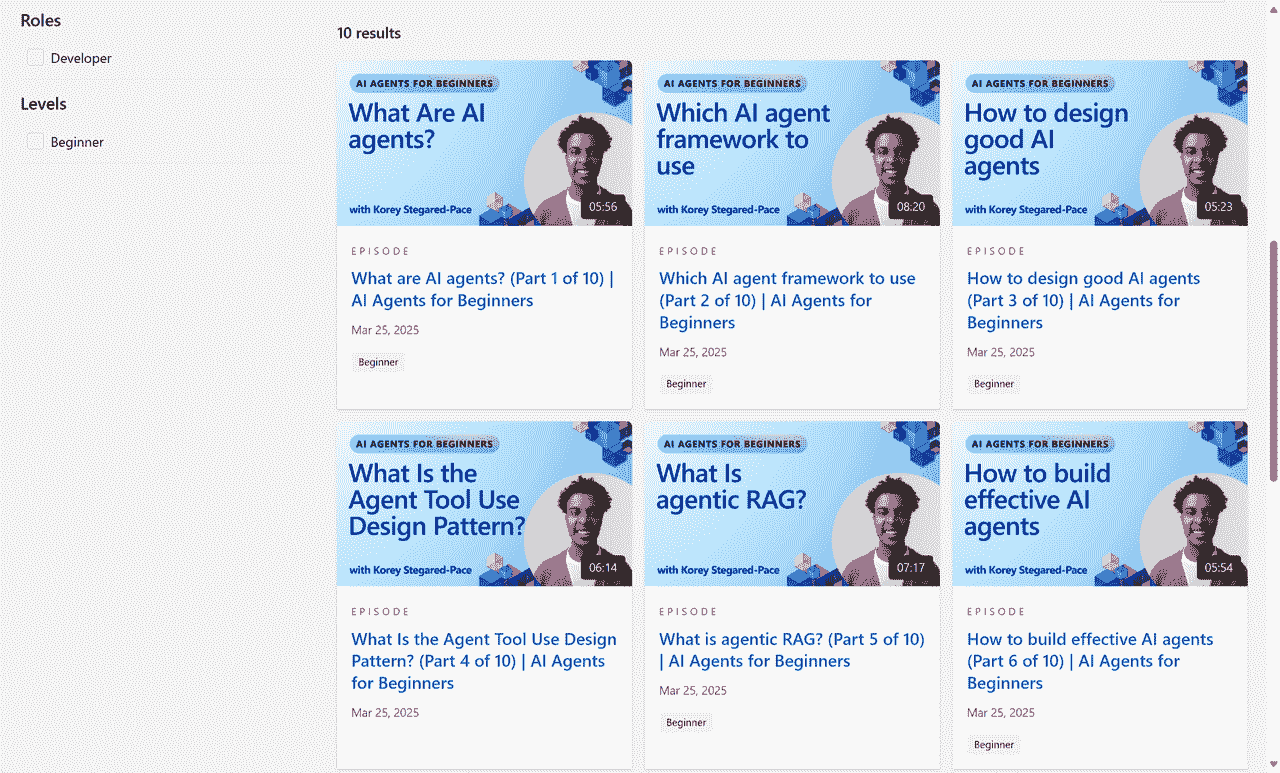 Roles
Developer
Levels
Beginner
10 results
AI AGENTS FOR BEGINNERS
What Are AI
agents?
with Korey Stegared-Pace
05:56
EPISODE
What are AI agents? (Part 1 of 10) |
AI Agents for Beginners
Mar 25, 2025
Beginner
AI AGENTS FOR BEGINNERS
Which AI agent
framework to
use
with Korey Stegared-Pace
08:20
EPISODE
Which AI agent framework to use
(Part 2 of 10) | AI Agents for
Beginners
Mar 25, 2025
Beginner
AI AGENTS FOR BEGINNERS
How to design
good AI
agents
with Korey Stegared-Pace
05:23
EPISODE
How to design good AI agents
(Part 3 of 10) | AI Agents for
Beginners
Mar 25, 2025
Beginner
AI AGENTS FOR BEGINNERS
What Is the
Agent Tool Use
Design Pattern?
with Korey Stegared-Pace
06:14
EPISODE
What Is the Agent Tool Use Design
Pattern? (Part 4 of 10) | AI Agents
for Beginners
Mar 25, 2025
AI AGENTS FOR BEGINNERS
What Is
agentic RAG?
with Korey Stegared-Pace
07:17
EPISODE
What is agentic RAG? (Part 5 of 10)
| AI Agents for Beginners
Mar 25, 2025
Beginner
AI AGENTS FOR BEGINNERS
How to build
effective AI
agents
with Korey Stegared-Pace
05:54
EPISODE
How to build effective AI agents
(Part 6 of 10) | AI Agents for
Beginners
Mar 25, 2025
Beginner